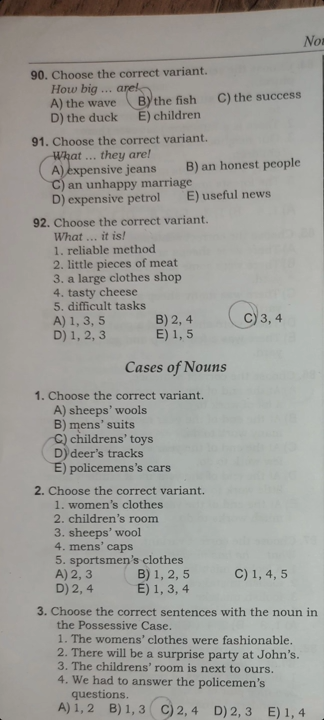 Nou
90. Choose the correct variant.
How big ... are!
A) the wave B) the fish C) the success
D) the duck E) children
91. Choose the correct variant.
What ... they are!
A) expensive jeans B) an honest people
C) an unhappy marriage
D) expensive petrol E) useful news
92. Choose the correct variant.
What ... it is!
1. reliable method
2. little pieces of meat
3. a large clothes shop
4. tasty cheese
5. difficult tasks
A) 1, 3, 5 B) 2, 4 C) 3, 4
D) 1, 2, 3 E) 1, 5
Cases of Nouns
1. Choose the correct variant.
A) sheeps' wools
B) mens' suits
C) childrens' toys
D) deer's tracks
E) policemens's cars
2. Choose the correct variant.
1. women's clothes
2. children's room
3. sheeps' wool
4. mens' caps
5. sportsmen's clothes
A) 2, 3 B) 1, 2, 5 C) 1, 4, 5
D) 2, 4 E) 1, 3, 4
3. Choose the correct sentences with the noun in
the Possessive Case.
1. The womens' clothes were fashionable.
2. There will be a surprise party at John's.
3. The childrens' room is next to ours.
4. We had to answer the policemen's
questions.
A) 1, 2 B) 1, 3 C) 2, 4 D) 2, 3 E) 1, 4